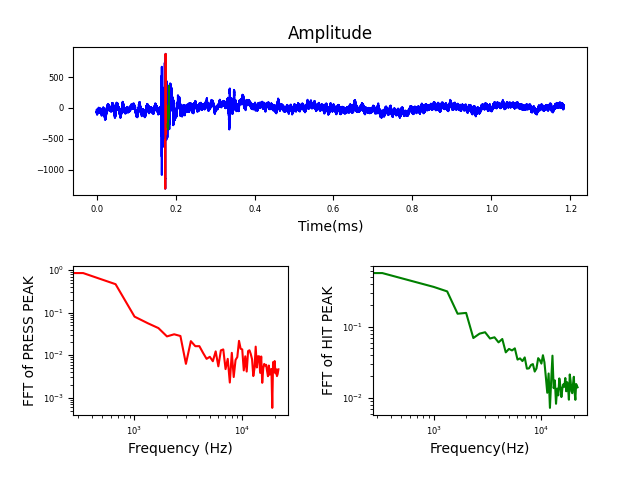 Amplitude
500
0
−500
−1000
0.0 0.2 0.4 0.6 0.8 1.0 1.2
Time(ms)
FFT of PRESS PEAK
10⁰
10⁻¹
10⁻²
10⁻³
10³ 10⁴
Frequency (Hz)
FFT of HIT PEAK
10⁻¹
10⁻²
10³ 10⁴
Frequency(Hz)